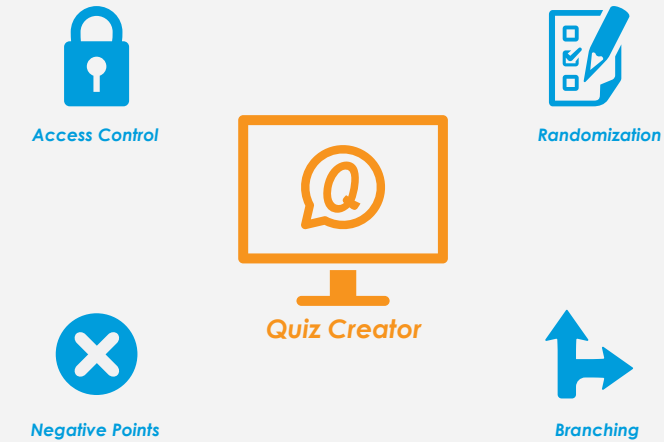 Access Control
Randomization
Q
Quiz Creator
Negative Points
Branching